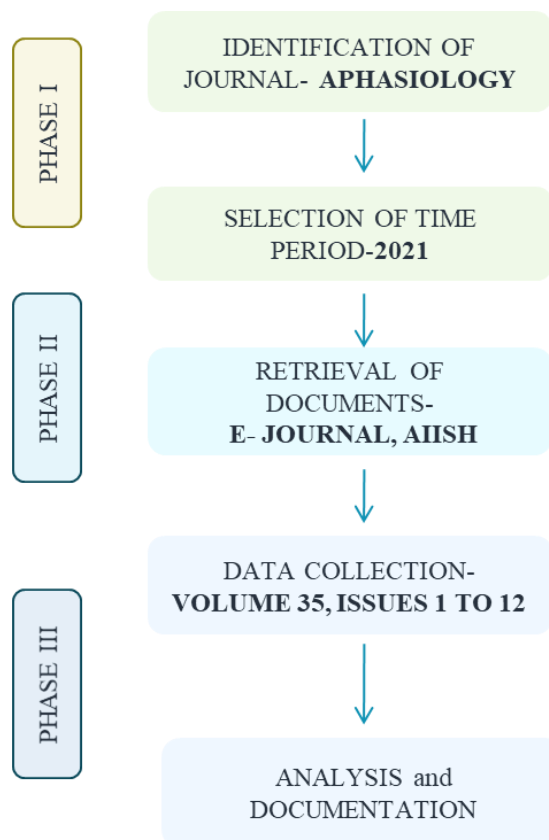 PHASE I
IDENTIFICATION OF
JOURNAL- APHASIOLOGY
SELECTION OF TIME
PERIOD-2021
PHASE II
RETRIEVAL OF
DOCUMENTS-
E- JOURNAL, AIISH
PHASE III
DATA COLLECTION-
VOLUME 35, ISSUES 1 TO 12
ANALYSIS and
DOCUMENTATION